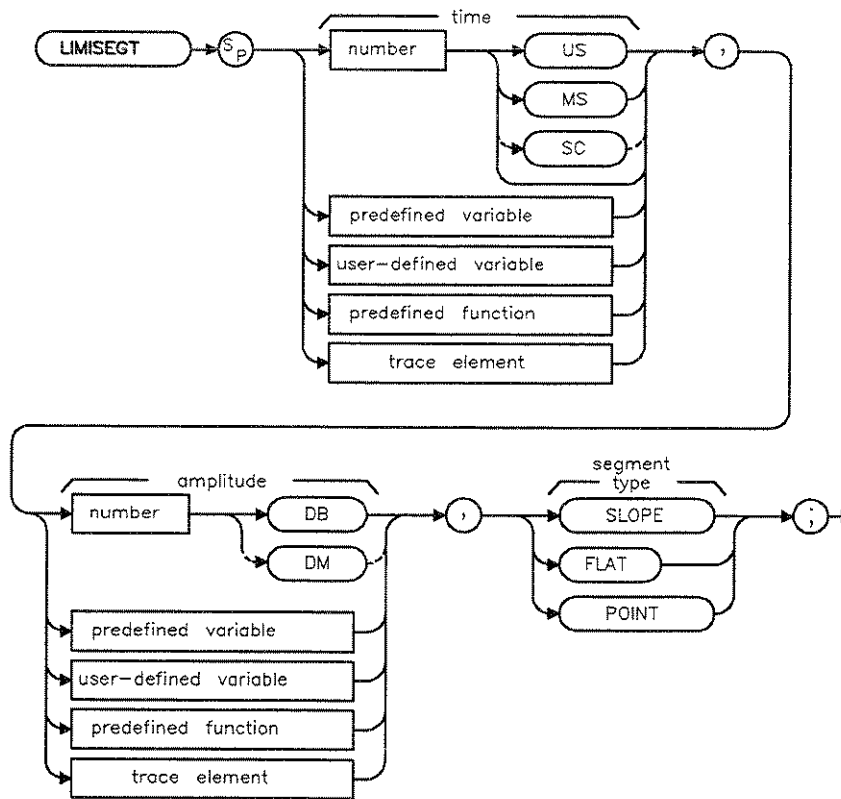 time
LIMISEGT SP number US ,
MS
SC
predefined variable
user-defined variable
predefined function
trace element
amplitude segment
type
number DB , SLOPE ;
DM FLAT
POINT
predefined variable
user-defined variable
predefined function
trace element